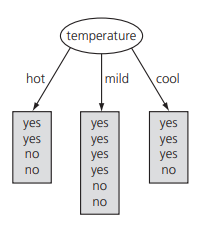 temperature
hot mild cool
yes yes yes
yes yes yes
no yes yes
no yes no
no
no